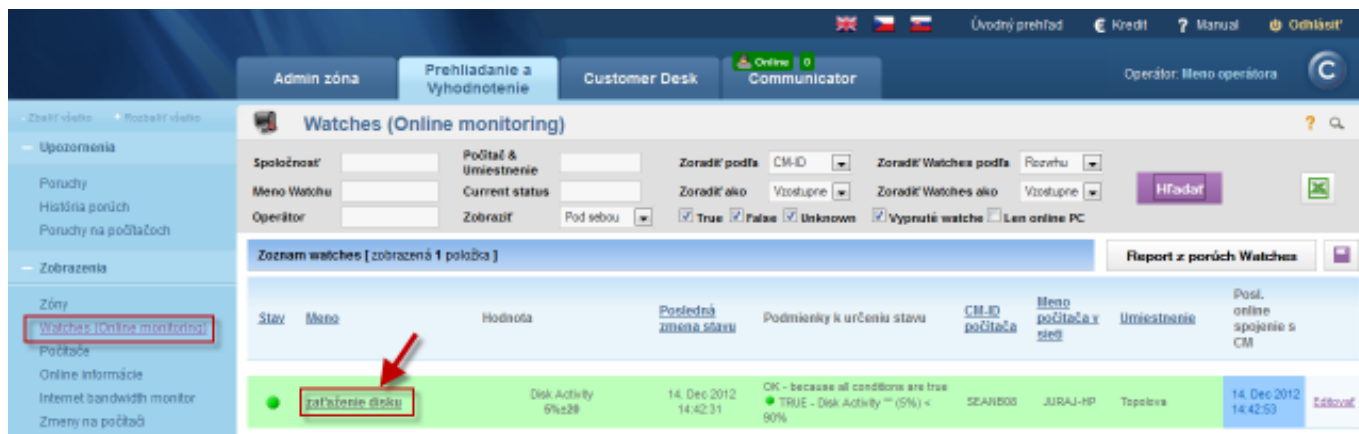 Úvodný prehľad € Kredit ? Manual Odhlásiť
Admin zóna
Prehliadanie a
Vyhodnotenie
Customer Desk
Online 0
Communicator
Operátor: Meno operátora
Zbaliť všetko Rozbaliť všetko
Upozornenia
Poruchy
História porúch
Poruchy na počítačoch
Zobrazenia
Zóny
Watches (Online monitoring)
Počítače
Online informácie
Internet bandwidth monitor
Zmeny na počítači
Watches (Online monitoring)
Spoločnosť
Počítač &
Umiestnenie
Zoradiť podľa CM-ID
Zoradiť Watches podľa Rozvrhu
Meno Watchu
Current status
Zoradiť ako Vzostupne
Zoradiť Watches ako Vzostupne
Hľadať
Operátor
Zobraziť Pod sebou
True False Unknown
Vypnuté watche Len online PC
Zoznam watches [ zobrazená 1 položka ]
Report z porúch Watches
Stav
Meno
Hodnota
Posledná
zmena stavu
Podmienky k určeniu stavu
CM-ID
počítača
Meno
počítača v
sieti
Umiestnenie
Posl.
online
spojenie s
CM
zaťaženie disku
Disk Activity
5%±20
14. Dec 2012
14:42:31
OK - because all conditions are true
TRUE - Disk Activity "" (5%) <
90%
SEANB08
JURAJ-HP
Topolova
14. Dec 2012
14:42:53
Editovať